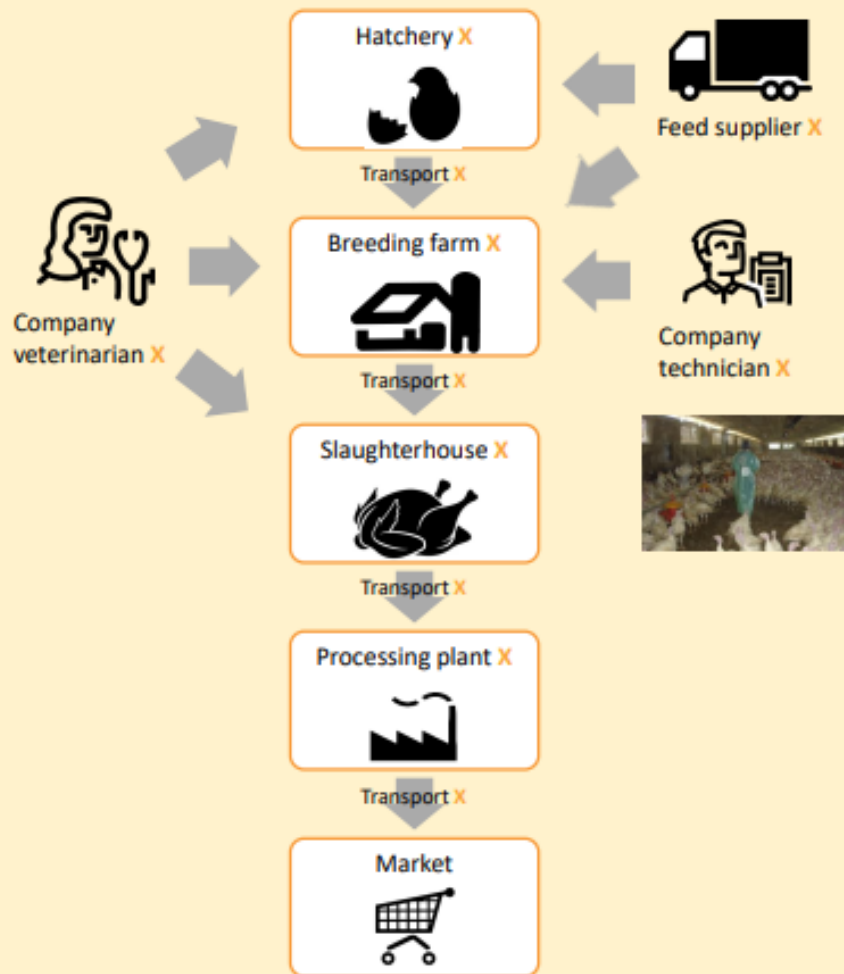 Hatchery X
Feed supplier X
Transport X
Breeding farm X
Company
veterinarian X
Company
technician X
Transport X
Slaughterhouse X
Transport X
Processing plant X
Transport X
Market